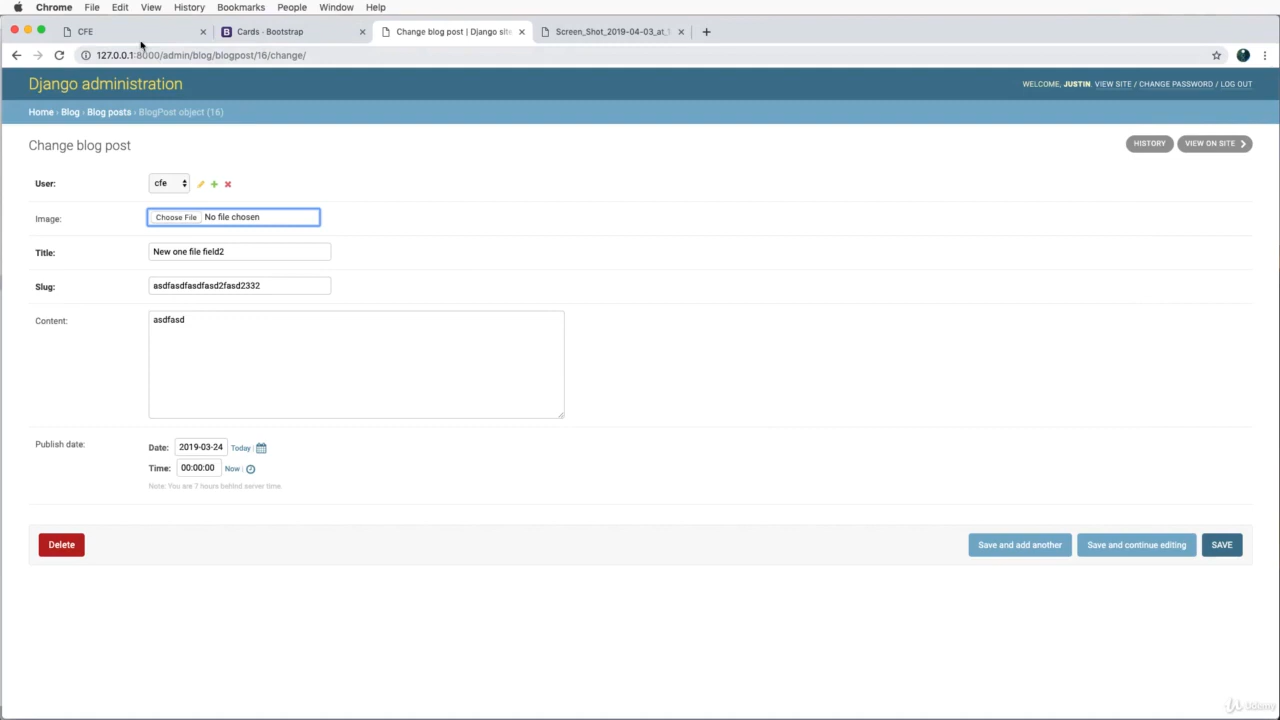 Chrome File Edit View History Bookmarks People Window Help
CFE
Cards · Bootstrap
Change blog post | Django site
Screen_Shot_2019-04-03_at_
127.0.0.1:8000/admin/blog/blogpost/16/change/
Django administration
WELCOME, JUSTIN. VIEW SITE / CHANGE PASSWORD / LOG OUT
Home › Blog › Blog posts › BlogPost object (16)
Change blog post
HISTORY
VIEW ON SITE
User: cfe
Image: Choose File No file chosen
Title: New one file field2
Slug: asdfasdfasdfasd2fasd2332
Content: asdfasd
Publish date: Date: 2019-03-24 Today |
Time: 00:00:00 Now |
Note: You are 7 hours behind server time.
Delete
Save and add another
Save and continue editing
SAVE
Udemy